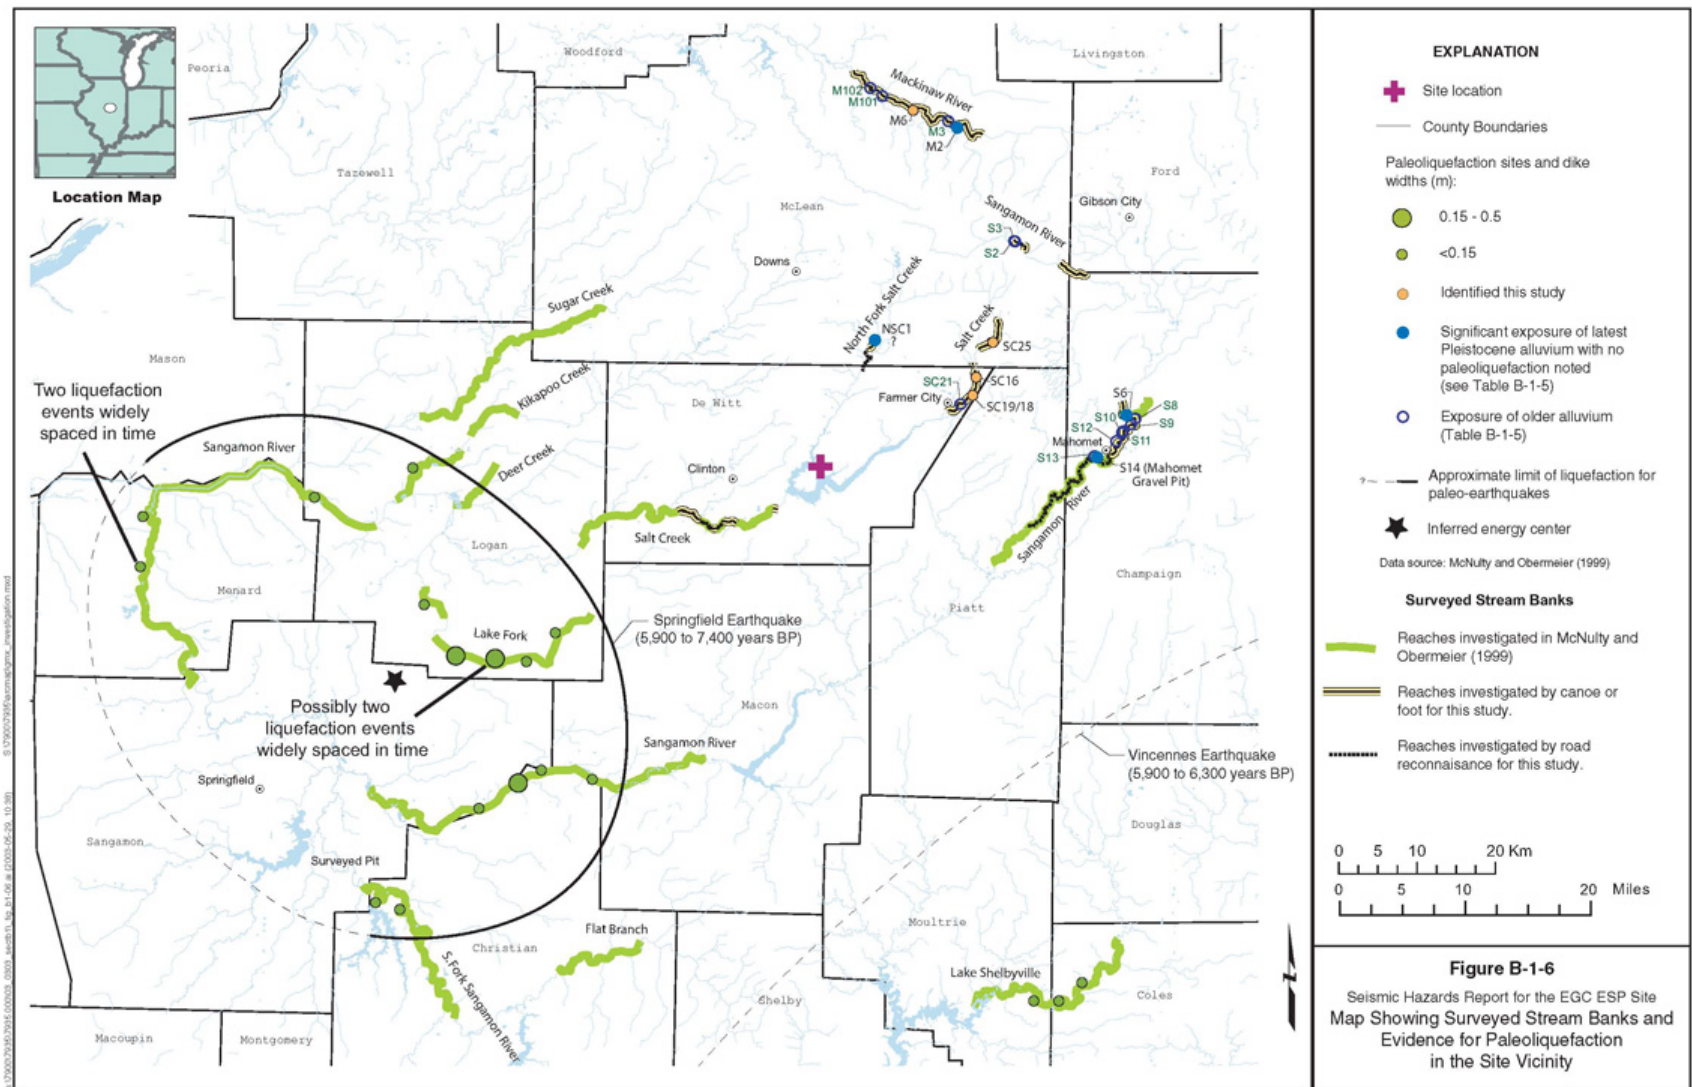 Location Map
Peoria
Woodford
Livingston
Tazewell
McLean
Ford
Mackinaw River
M102
M101
M6
M3
M2
Gibson City
Sangamon River
S3
S2
Downs
North Fork Salt Creek
NSC1
?
Salt Creek
SC25
SC16
SC21
Farmer City
SC19/18
Sugar Creek
Kikapoo Creek
Deer Creek
Mason
Two liquefaction
events widely
spaced in time
Sangamon River
De Witt
Clinton
Salt Creek
S6
S8
S10
S9
S12
S11
Mahomet
S13
S14 (Mahomet
Gravel Pit)
Sangamon River
Logan
Menard
Champaign
Piatt
Lake Fork
Springfield Earthquake
(5,900 to 7,400 years BP)
Possibly two
liquefaction events
widely spaced in time
Macon
Sangamon River
Vincennes Earthquake
(5,900 to 6,300 years BP)
Springfield
Sangamon
Douglas
Surveyed Pit
Moultrie
Christian
Flat Branch
S. Fork Sangamon River
Lake Shelbyville
Shelby
Coles
Macoupin
Montgomery
EXPLANATION
Site location
County Boundaries
Paleoliquefaction sites and dike
widths (m):
0.15 - 0.5
<0.15
Identified this study
Significant exposure of latest
Pleistocene alluvium with no
paleoliquefaction noted
(see Table B-1-5)
Exposure of older alluvium
(Table B-1-5)
?
Approximate limit of liquefaction for
paleo-earthquakes
Inferred energy center
Data source: McNulty and Obermeier (1999)
Surveyed Stream Banks
Reaches investigated in McNulty and
Obermeier (1999)
Reaches investigated by canoe or
foot for this study.
Reaches investigated by road
reconnaisance for this study.
0 5 10 20 Km
0 5 10 20 Miles
Figure B-1-6
Seismic Hazards Report for the EGC ESP Site
Map Showing Surveyed Stream Banks and
Evidence for Paleoliquefaction
in the Site Vicinity